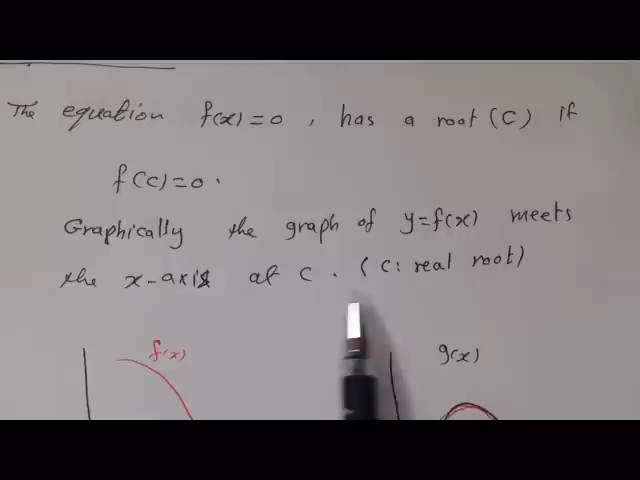 The equation f(x)=0 , has a root (C) if
f(c)=0.
Graphically the graph of y=f(x) meets
the x-axis at c . (c: real root)
f(x) g(x)